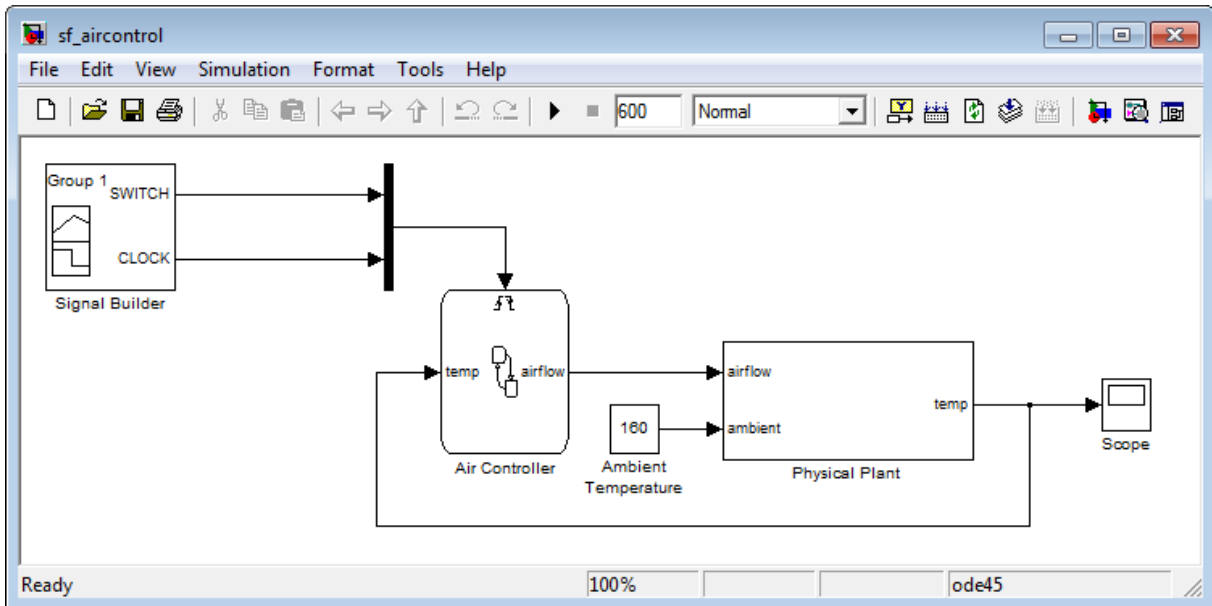 sf_aircontrol
File Edit View Simulation Format Tools Help
600 Normal
Group 1
SWITCH
CLOCK
Signal Builder
temp airflow
Air Controller
160
Ambient
Temperature
airflow
ambient
temp
Physical Plant
Scope
Ready 100% ode45